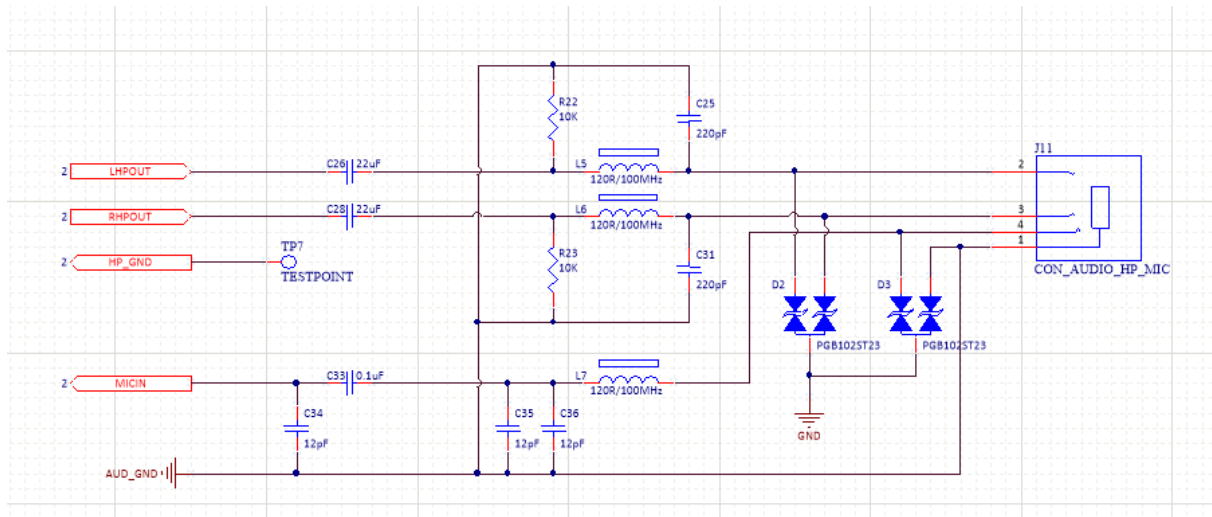 R22
10K
C25
220pF
J11
2 LHPOUT
C26 22uF
L5
120R/100MHz
2
2 RHPOUT
C28 22uF
L6
120R/100MHz
3
4
1
CON_AUDIO_HP_MIC
2 HP_GND
TP7
TESTPOINT
R23
10K
C31
220pF
D2
PGB102ST23
D3
PGB102ST23
2 MICIN
C33 0.1uF
L7
120R/100MHz
C34
12pF
C35
12pF
C36
12pF
GND
AUD_GND